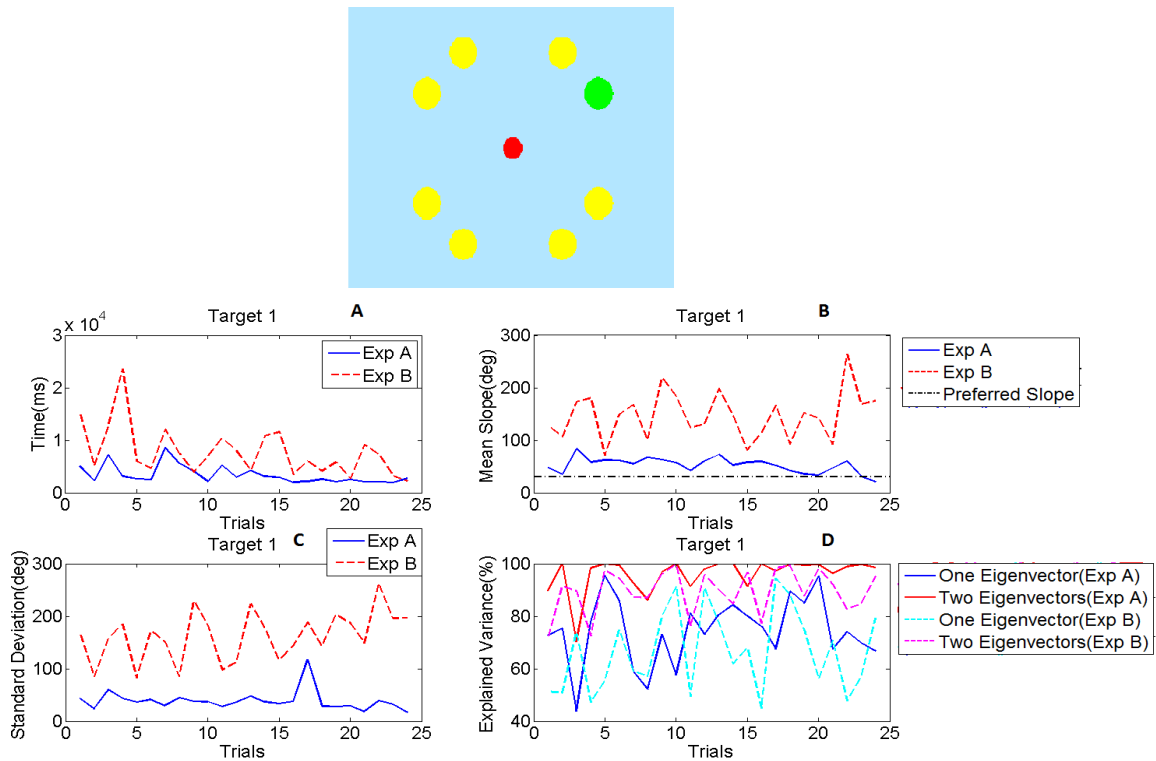 Target 1
A
3 x 10^4
2
1
0
Time(ms)
0 5 10 15 20 25
Trials
Exp A
Exp B
Target 1
B
300
200
100
0
Mean Slope(deg)
0 5 10 15 20 25
Trials
Exp A
Exp B
Preferred Slope
Target 1
C
300
200
100
0
Standard Deviation(deg)
0 5 10 15 20 25
Trials
Exp A
Exp B
Target 1
D
100
80
60
40
Explained Variance(%)
0 5 10 15 20 25
Trials
One Eigenvector(Exp A)
Two Eigenvectors(Exp A)
One Eigenvector(Exp B)
Two Eigenvectors(Exp B)